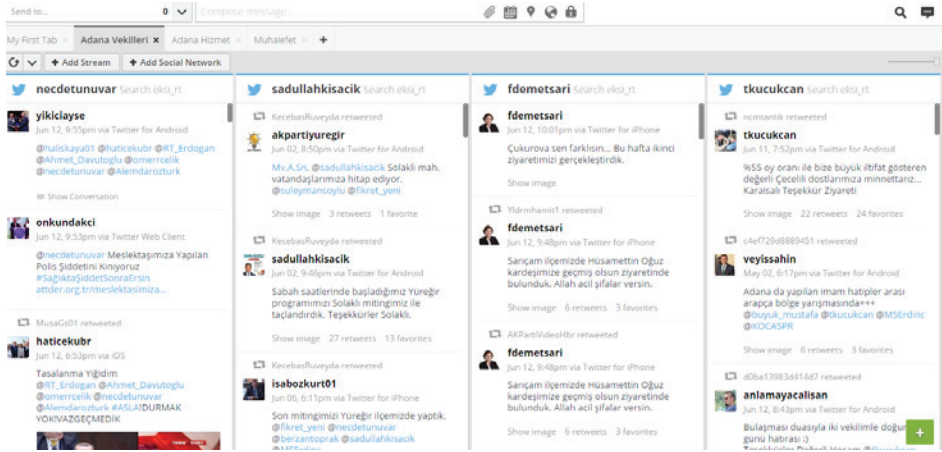 Send to... 0 Compose message...
My First Tab × Adana Vekilleri × Adana Hizmet × Muhalefet × +
+ Add Stream + Add Social Network
necdetunuvar Search eksi_rt
yikiciayse
Jun 12, 9:55pm via Twitter for Android
@haliskaya01 @haticekubr @RT_Erdogan
@Ahmet_Davutoglu @omerrcelik
@necdetunuvar @Alemdarozturk
Show Conversation
onkundakci
Jun 12, 9:53pm via Twitter Web Client
@necdetunuvar Meslektaşımıza Yapılan
Polis Şiddetini Kınıyoruz
#SağlıktaŞiddetSonraErsin
attder.org.tr/meslektasimiza...
MusaGs01 retweeted
haticekubr
Jun 12, 6:53pm via iOS
Tasalanma Yiğidim
@RT_Erdogan @Ahmet_Davutoglu
@omerrcelik @necdetunuvar
@Alemdarozturk #ASLA!DURMAK
YOK!VAZGEÇMEDİK
sadullahkisacik Search eksi_rt
KecebasRuveyda retweeted
akpartiyuregir
Jun 02, 8:50pm via Twitter for Android
Mv.A.Sn. @sadullahkisacik Solaklı mah.
vatandaşlarımıza hitap ediyor.
@suleymansoylu @fikret_yeni
Show image 3 retweets 1 favorite
KecebasRuveyda retweeted
sadullahkisacik
Jun 02, 9:46pm via Twitter for Android
Sabah saatlerinde başladığımız Yüreğir
programımızı Solaklı mitingimiz ile
taçlandırdık. Teşekkürler Solaklı.
Show image 27 retweets 13 favorites
KecebasRuveyda retweeted
isabozkurt01
Jun 06, 6:11pm via Twitter for iPhone
Son mitingimizi Yüreğir ilçemizde yaptık.
@fikret_yeni @necdetunuvar
@berzantoprak @sadullahkisacik
@MSErdinc
fdemetsari Search eksi_rt
fdemetsari
Jun 12, 10:01pm via Twitter for iPhone
Çukurova sen farklısın... Bu hafta ikinci
ziyaretimizi gerçekleştirdik.
Show image
Yldrmhamit1 retweeted
fdemetsari
Jun 12, 9:48pm via Twitter for iPhone
Sarıçam ilçemizde Husamettin Oğuz
kardeşimize geçmiş olsun ziyaretinde
bulunduk. Allah acil şifalar versin.
Show image 6 retweets 3 favorites
AKPartiVideoHbr retweeted
fdemetsari
Jun 12, 9:48pm via Twitter for iPhone
Sarıçam ilçemizde Husamettin Oğuz
kardeşimize geçmiş olsun ziyaretinde
bulunduk. Allah acil şifalar versin.
Show image 6 retweets 3 favorites
tkucukcan Search eksi_rt
ncmtantik retweeted
tkucukcan
Jun 11, 7:52pm via Twitter for Android
%55 oy oranı ile bize büyük iltifat gösteren
değerli Çecelili dostlarımıza minnettarız...
Karaisalı Teşekkür Ziyareti
Show image 22 retweets 24 favorites
c4ef729d8889451 retweeted
veyissahin
May 02, 6:17pm via Twitter for Android
Adana da yapılan imam hatipler arası
arapça bölge yarışmasında+++
@buyuk_mustafa @tkucukcan @MSErdinc
@KOCASPR
Show image 6 retweets 3 favorites
d0ba13983d414d7 retweeted
anlamayacalisan
Jun 12, 8:43pm via Twitter for Android
Bulaşması duasıyla iki vekilimle doğum
günü hatırası :)
Teşekkürler Değerli Hocam @tkucukcan